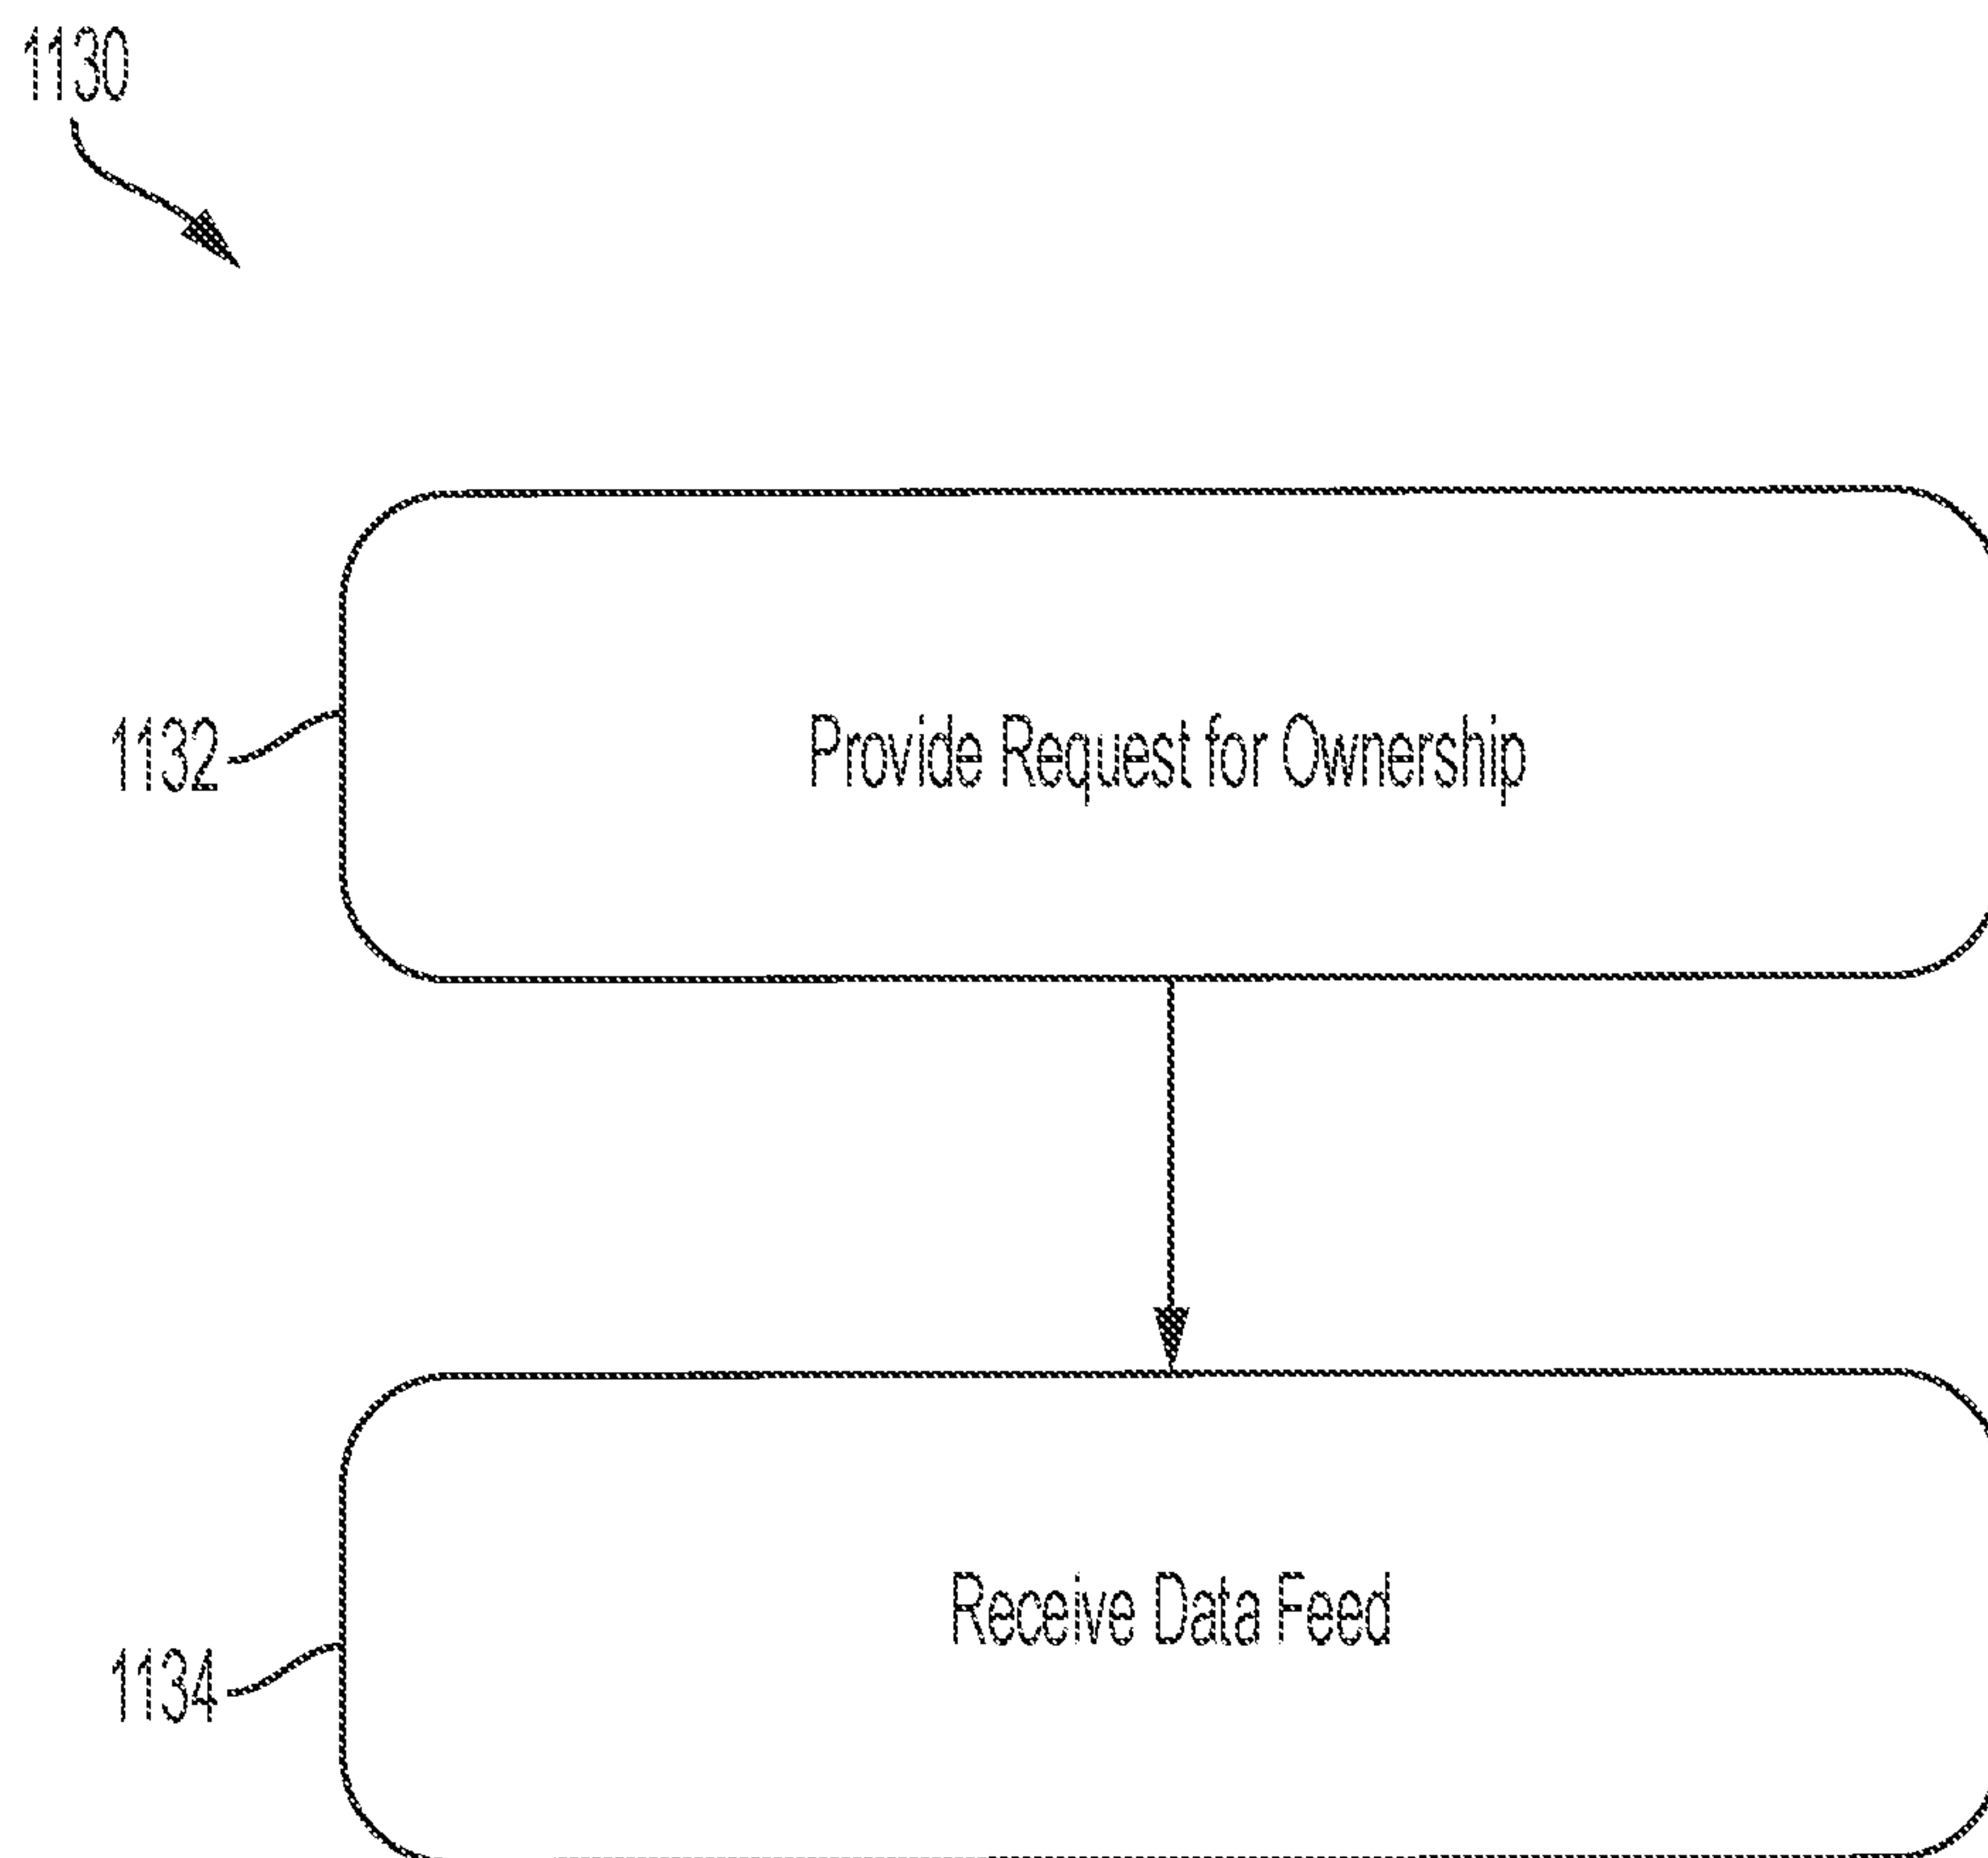 1130
1132
Provide Request for Ownership
Receive Data Feed
1134